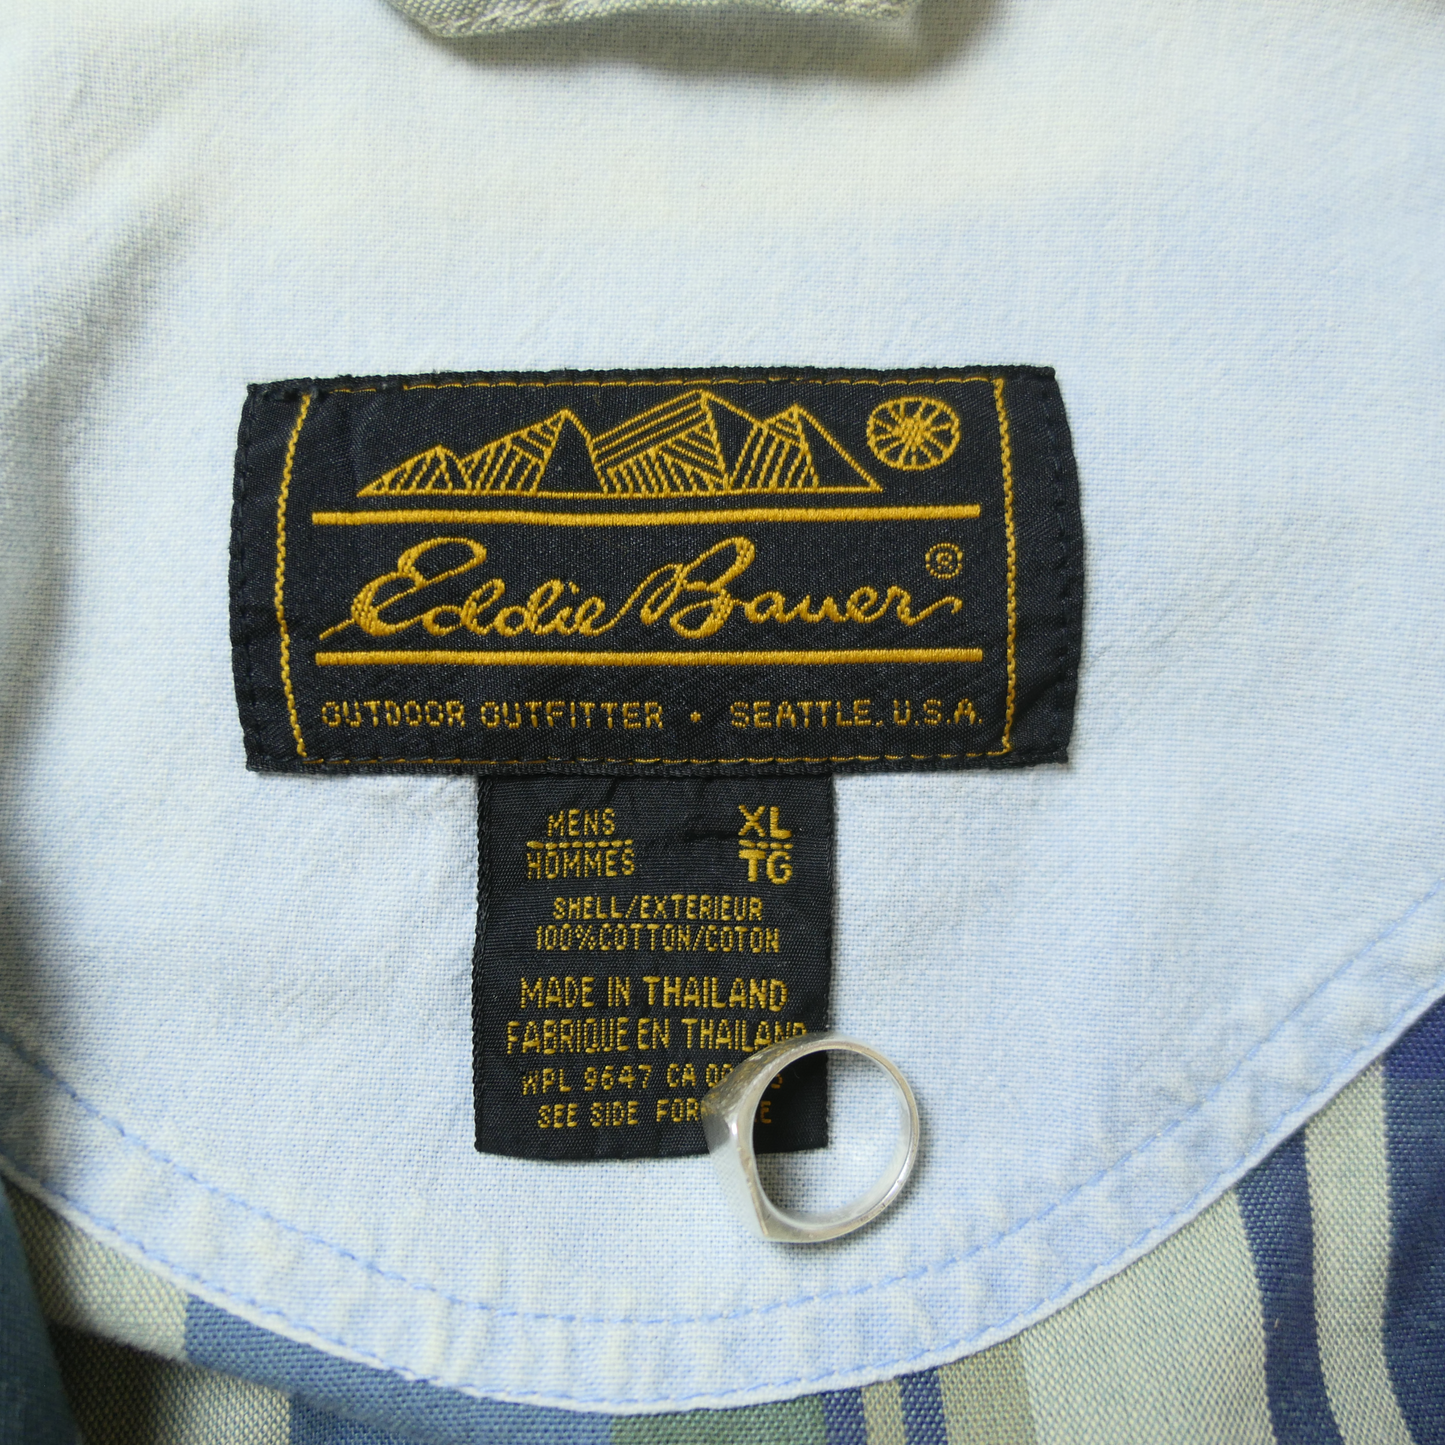 Eddie Bauer ®
OUTDOOR OUTFITTER • SEATTLE, U.S.A.
MENS XL
HOMMES TG
SHELL/EXTERIEUR
100% COTTON/COTON
MADE IN THAILAND
FABRIQUE EN THAILAND
WPL 9647 CA
SEE SIDE